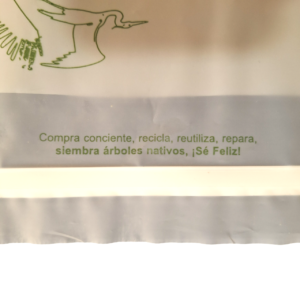 Compra conciente, recicla, reutiliza, repara,
siembra árboles nativos, ¡Sé Feliz!